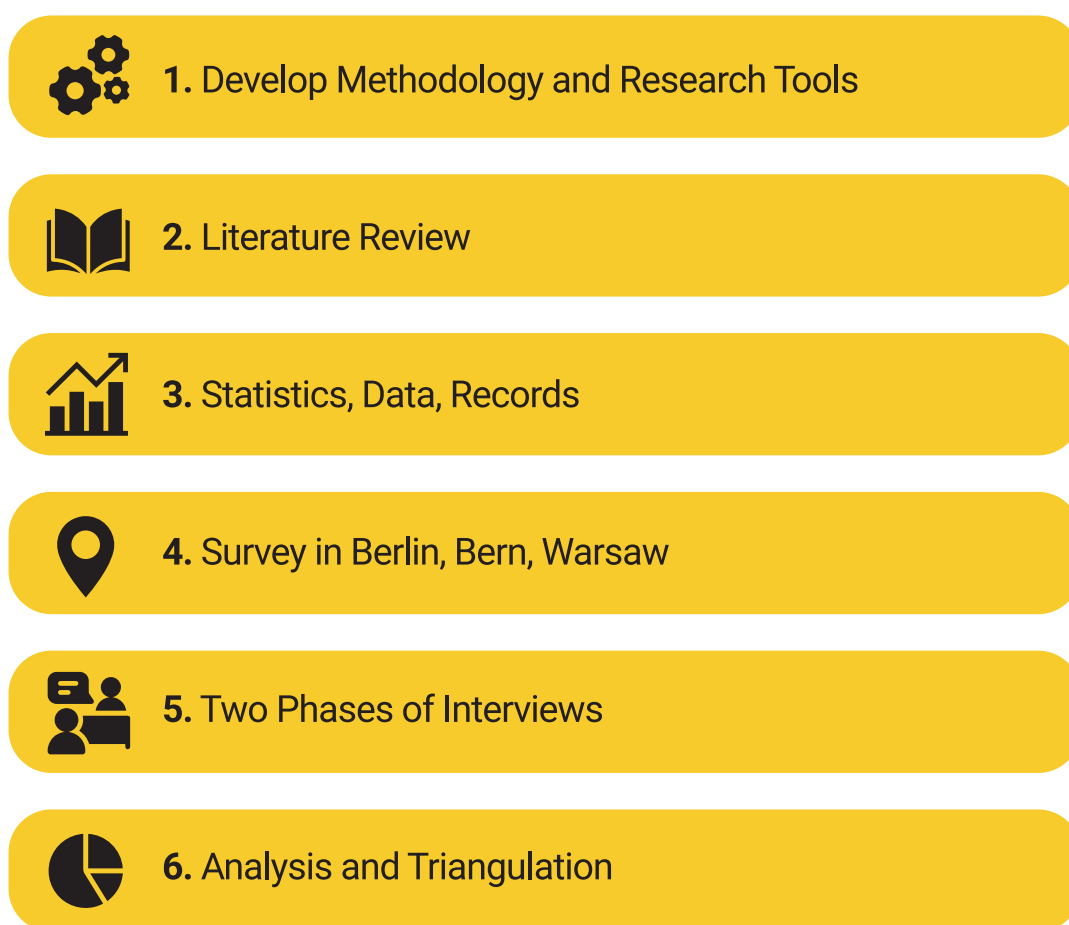 1. Develop Methodology and Research Tools
2. Literature Review
3. Statistics, Data, Records
4. Survey in Berlin, Bern, Warsaw
5. Two Phases of Interviews
6. Analysis and Triangulation